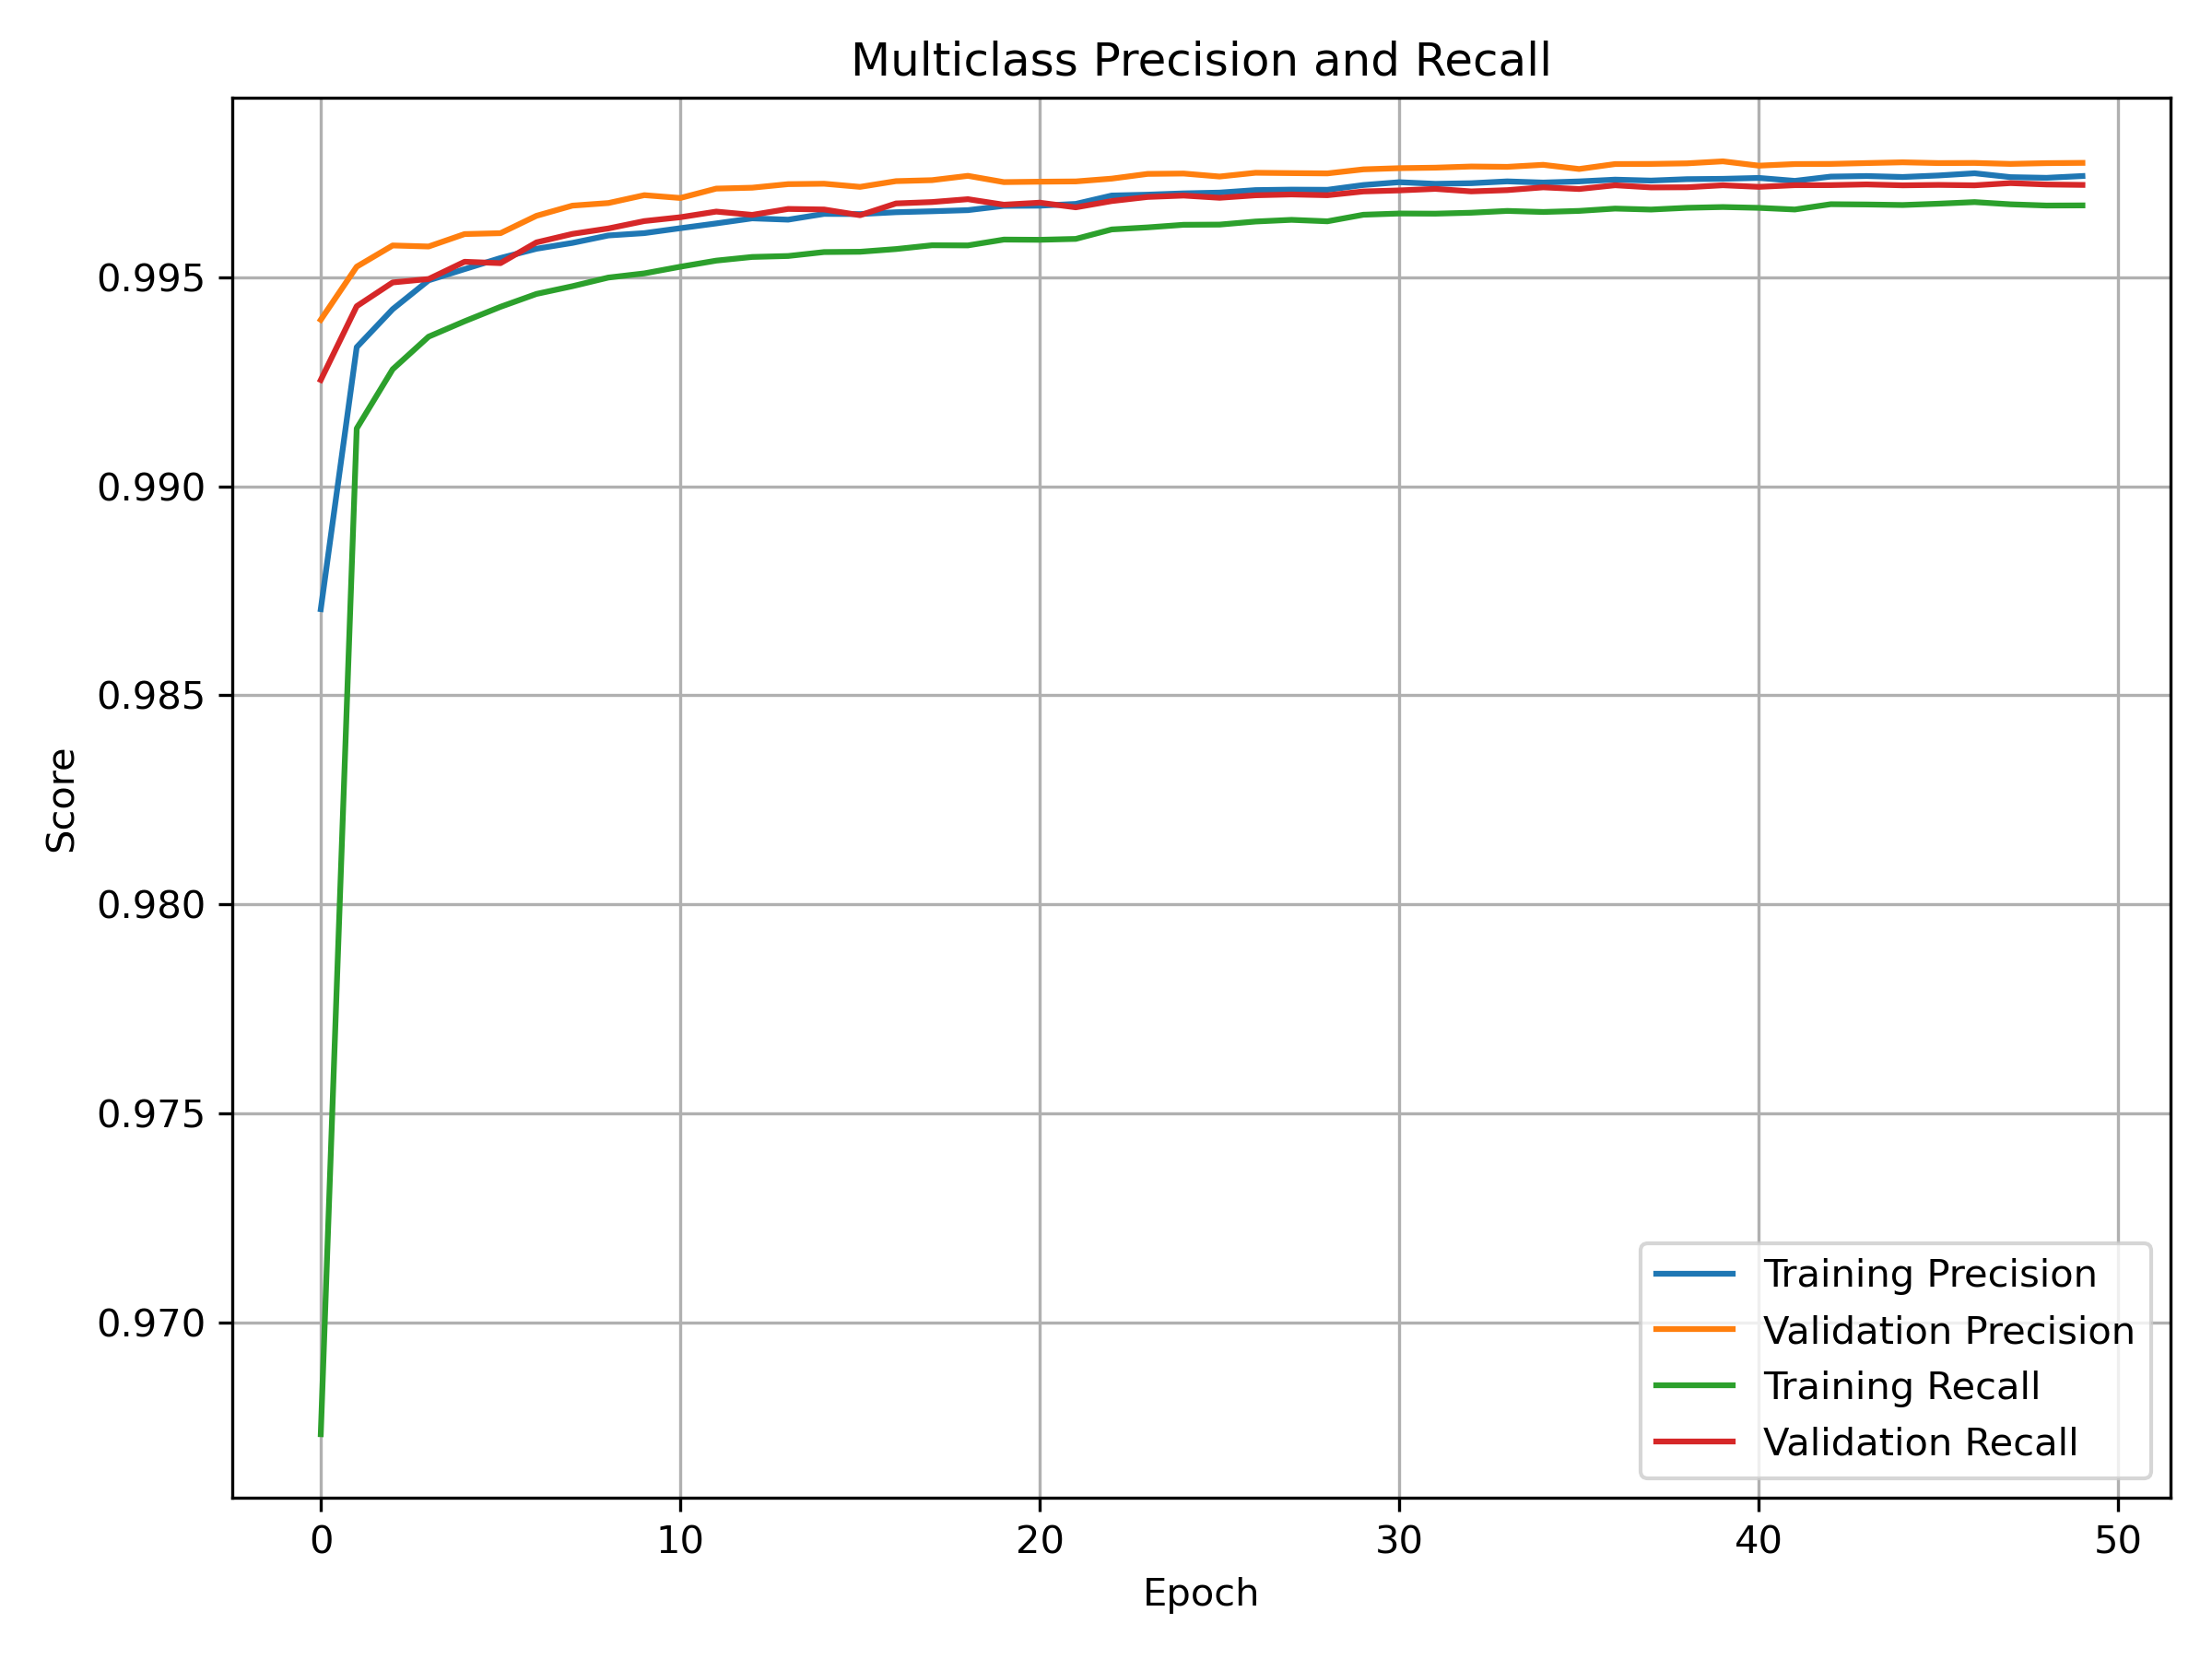 Multiclass Precision and Recall
0.995
0.990
0.985
0.980
0.975
0.970
Score
0 10 20 30 40 50
Epoch
Training Precision
Validation Precision
Training Recall
Validation Recall